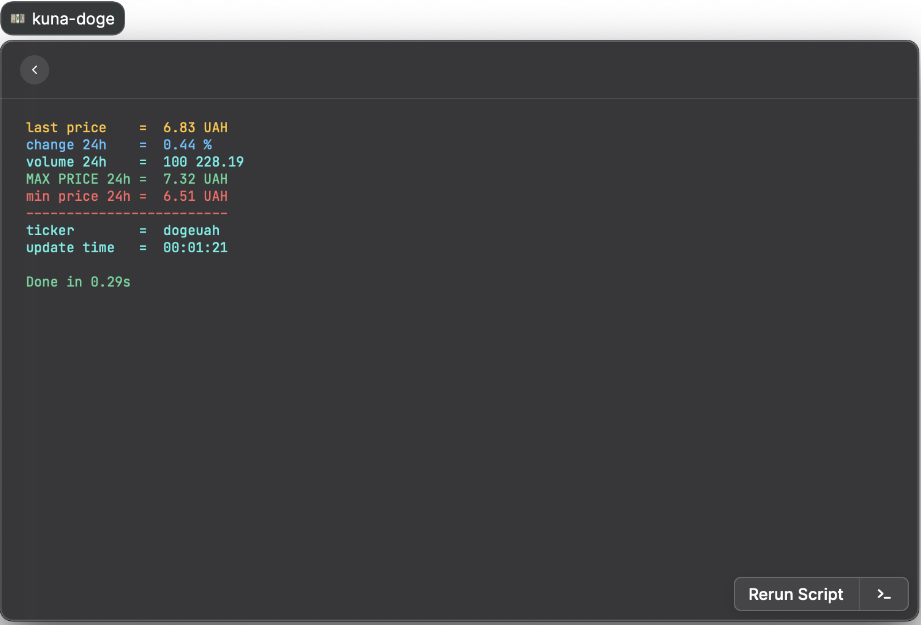 kuna-doge
last price    =  6.83 UAH
change 24h    =  0.44 %
volume 24h    =  100 228.19
MAX PRICE 24h =  7.32 UAH
min price 24h =  6.51 UAH
-------------------------
ticker        =  dogeuah
update time   =  00:01:21
Done in 0.29s
Rerun Script >_